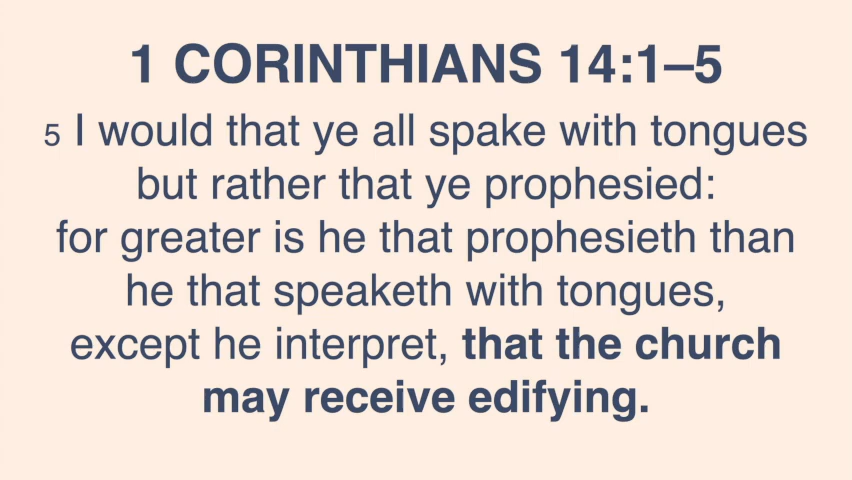 1 CORINTHIANS 14:1–5
5 I would that ye all spake with tongues
but rather that ye prophesied:
for greater is he that prophesieth than
he that speaketh with tongues,
except he interpret, that the church
may receive edifying.